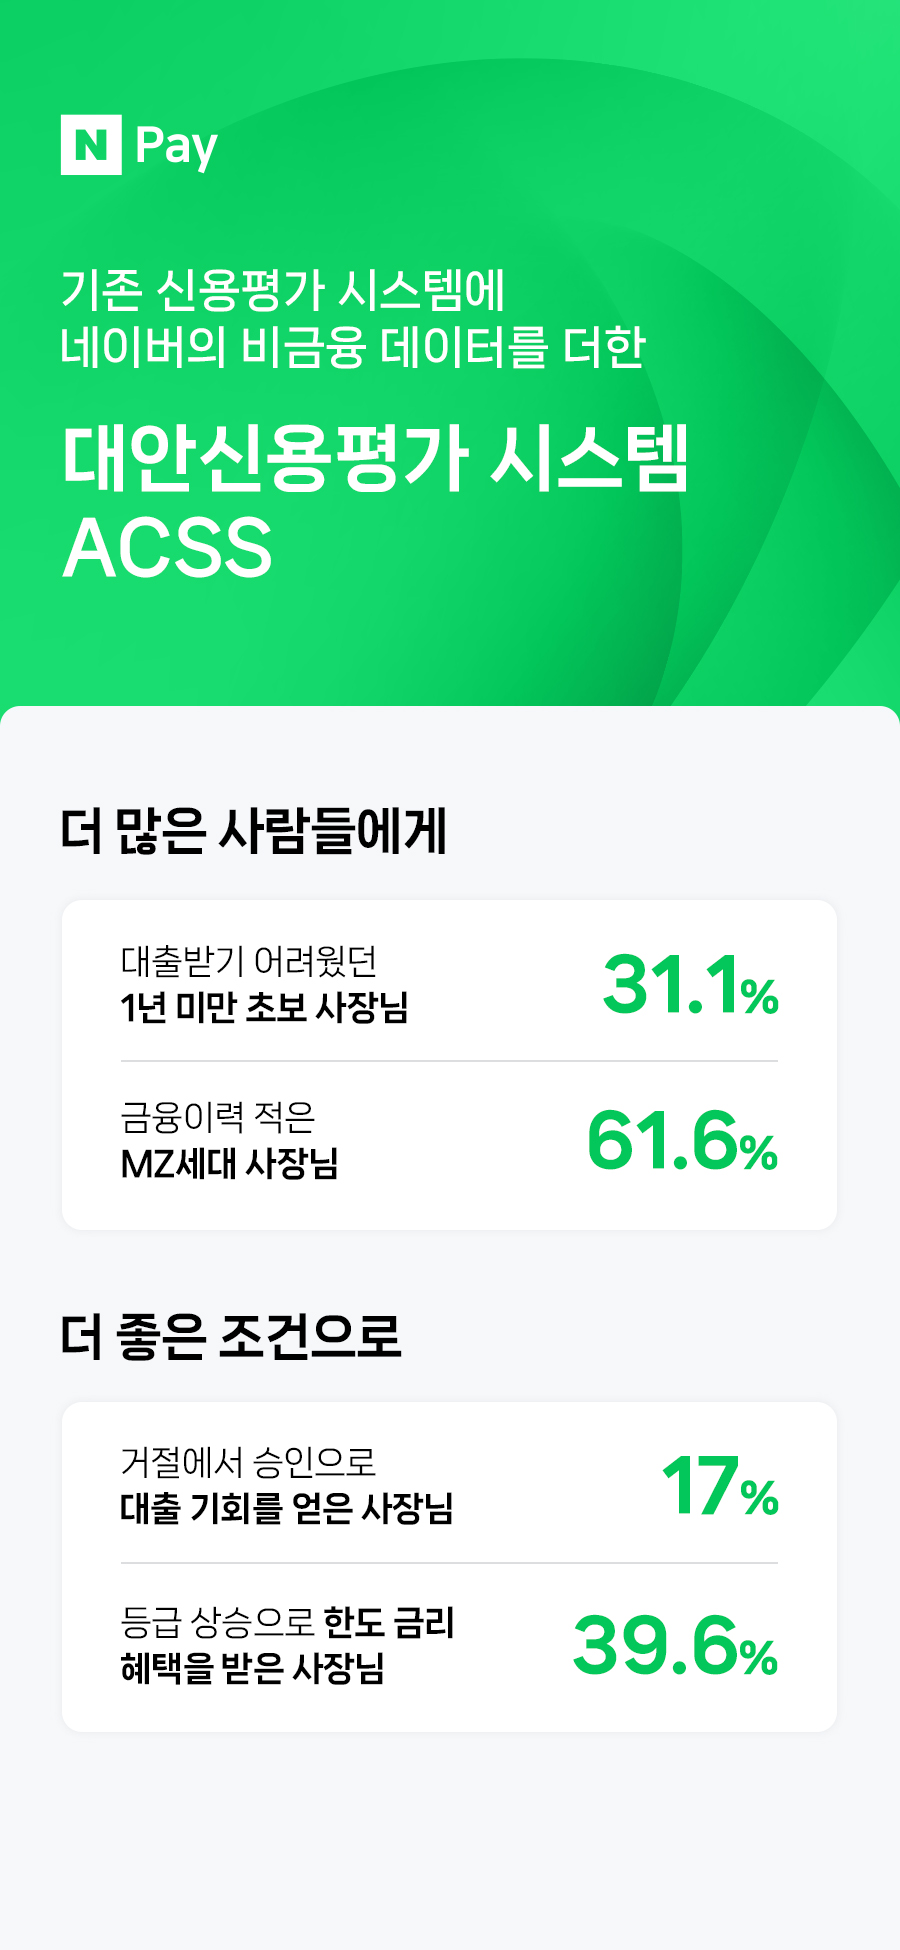 N Pay
기존 신용평가 시스템에
네이버의 비금융 데이터를 더한
대안신용평가 시스템
ACSS
더 많은 사람들에게
대출받기 어려웠던
1년 미만 초보 사장님
31.1%
금융이력 적은
MZ세대 사장님
61.6%
더 좋은 조건으로
거절에서 승인으로
대출 기회를 얻은 사장님
17%
등급 상승으로 한도 금리
혜택을 받은 사장님
39.6%